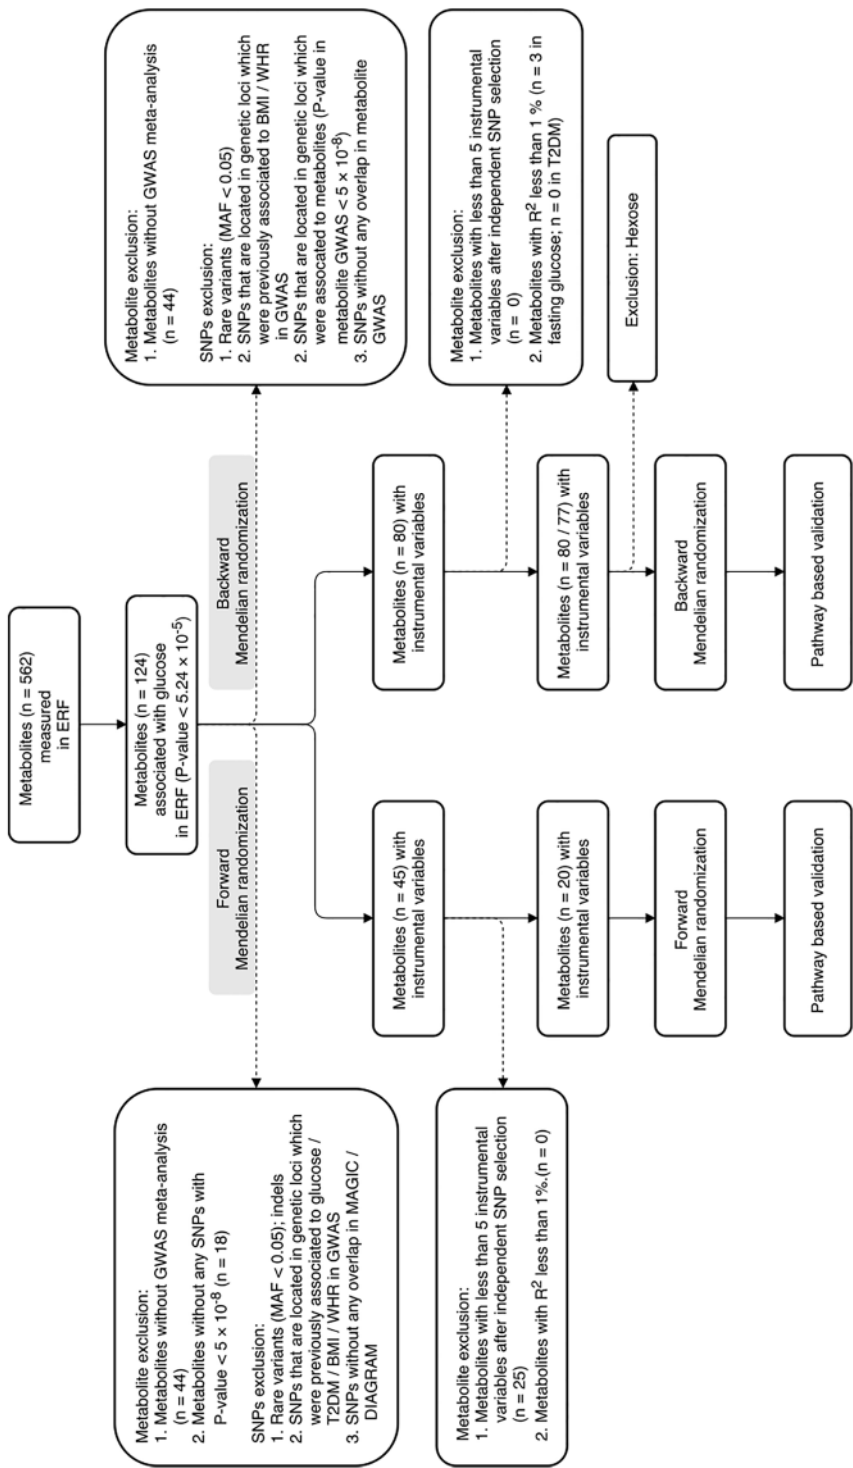 Metabolites (n = 562)
measured
in ERF
Metabolites (n = 124)
associated with glucose
in ERF (P-value < 5.24 × 10⁻⁵)
Forward
Mendelian randomization
Backward
Mendelian randomization
Metabolite exclusion:
1. Metabolites without GWAS meta-analysis
(n = 44)
2. Metabolites without any SNPs with
P-value < 5 × 10⁻⁸ (n = 18)
SNPs exclusion:
1. Rare variants (MAF < 0.05); indels
2. SNPs that are located in genetic loci which
were previously associated to glucose /
T2DM / BMI / WHR in GWAS
3. SNPs without any overlap in MAGIC /
DIAGRAM
Metabolite exclusion:
1. Metabolites without GWAS meta-analysis
(n = 44)
SNPs exclusion:
1. Rare variants (MAF < 0.05)
2. SNPs that are located in genetic loci which
were previously associated to BMI / WHR
in GWAS
2. SNPs that are located in genetic loci which
were assocated to metabolites (P-value in
metabolite GWAS < 5 × 10⁻⁸)
3. SNPs without any overlap in metabolite
GWAS
Metabolites (n = 45) with
instrumental variables
Metabolites (n = 80) with
instrumental variables
Metabolite exclusion:
1. Metabolites with less than 5 instrumental
variables after independent SNP selection
(n = 25)
2. Metabolites with R² less than 1%.(n = 0)
Metabolite exclusion:
1. Metabolites with less than 5 instrumental
variables after independent SNP selection
(n = 0)
2. Metabolites with R² less than 1 % (n = 3 in
fasting glucose; n = 0 in T2DM)
Metabolites (n = 20) with
instrumental variables
Metabolites (n = 80 / 77) with
instrumental variables
Exclusion: Hexose
Forward
Mendelian randomization
Backward
Mendelian randomization
Pathway based validation
Pathway based validation